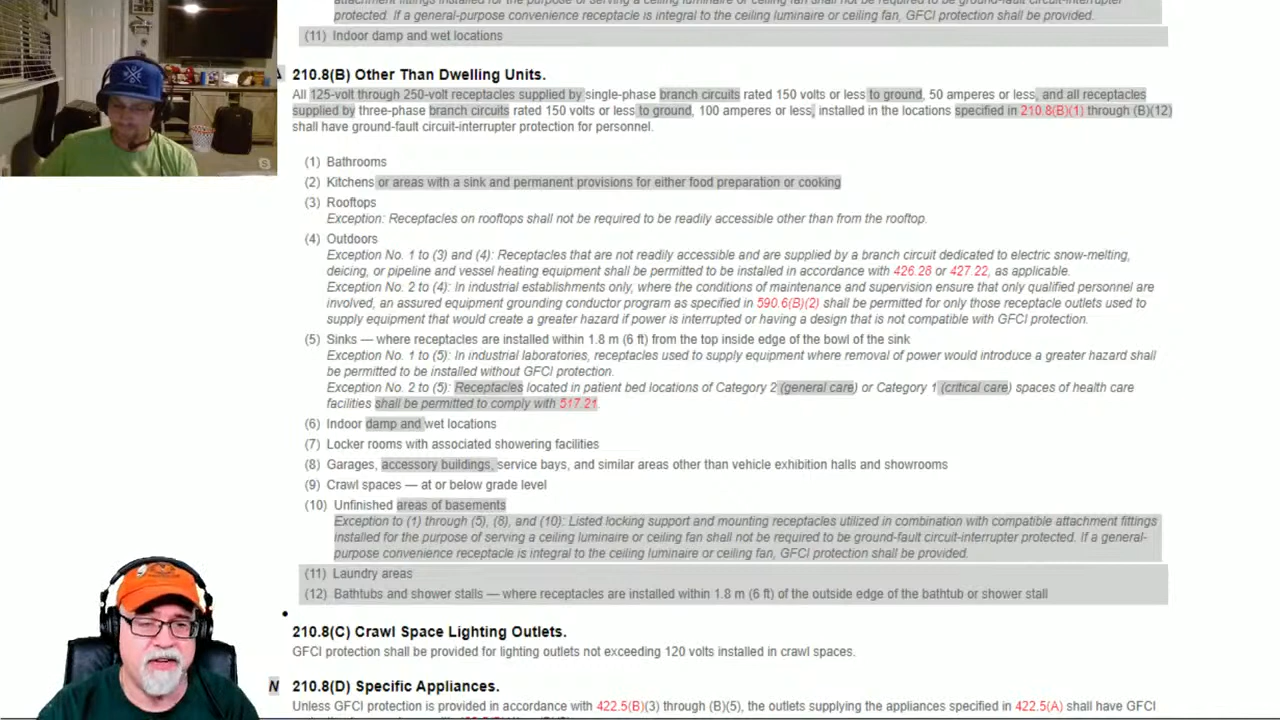 attachment fittings installed for the purpose of serving a ceiling luminaire or ceiling fan shall not be required to be ground-fault circuit-interrupter
protected. If a general-purpose convenience receptacle is integral to the ceiling luminaire or ceiling fan, GFCI protection shall be provided.
(11) Indoor damp and wet locations
210.8(B) Other Than Dwelling Units.
All 125-volt through 250-volt receptacles supplied by single-phase branch circuits rated 150 volts or less to ground, 50 amperes or less, and all receptacles
supplied by three-phase branch circuits rated 150 volts or less to ground, 100 amperes or less, installed in the locations specified in 210.8(B)(1) through (B)(12)
shall have ground-fault circuit-interrupter protection for personnel.
(1) Bathrooms
(2) Kitchens or areas with a sink and permanent provisions for either food preparation or cooking
(3) Rooftops
Exception: Receptacles on rooftops shall not be required to be readily accessible other than from the rooftop.
(4) Outdoors
Exception No. 1 to (3) and (4): Receptacles that are not readily accessible and are supplied by a branch circuit dedicated to electric snow-melting,
deicing, or pipeline and vessel heating equipment shall be permitted to be installed in accordance with 426.28 or 427.22, as applicable.
Exception No. 2 to (4): In industrial establishments only, where the conditions of maintenance and supervision ensure that only qualified personnel are
involved, an assured equipment grounding conductor program as specified in 590.6(B)(2) shall be permitted for only those receptacle outlets used to
supply equipment that would create a greater hazard if power is interrupted or having a design that is not compatible with GFCI protection.
(5) Sinks — where receptacles are installed within 1.8 m (6 ft) from the top inside edge of the bowl of the sink
Exception No. 1 to (5): In industrial laboratories, receptacles used to supply equipment where removal of power would introduce a greater hazard shall
be permitted to be installed without GFCI protection.
Exception No. 2 to (5): Receptacles located in patient bed locations of Category 2 (general care) or Category 1 (critical care) spaces of health care
facilities shall be permitted to comply with 517.21.
(6) Indoor damp and wet locations
(7) Locker rooms with associated showering facilities
(8) Garages, accessory buildings, service bays, and similar areas other than vehicle exhibition halls and showrooms
(9) Crawl spaces — at or below grade level
(10) Unfinished areas of basements
Exception to (1) through (5), (8), and (10): Listed locking support and mounting receptacles utilized in combination with compatible attachment fittings
installed for the purpose of serving a ceiling luminaire or ceiling fan shall not be required to be ground-fault circuit-interrupter protected. If a general-
purpose convenience receptacle is integral to the ceiling luminaire or ceiling fan, GFCI protection shall be provided.
(11) Laundry areas
(12) Bathtubs and shower stalls — where receptacles are installed within 1.8 m (6 ft) of the outside edge of the bathtub or shower stall
210.8(C) Crawl Space Lighting Outlets.
GFCI protection shall be provided for lighting outlets not exceeding 120 volts installed in crawl spaces.
N 210.8(D) Specific Appliances.
Unless GFCI protection is provided in accordance with 422.5(B)(3) through (B)(5), the outlets supplying the appliances specified in 422.5(A) shall have GFCI